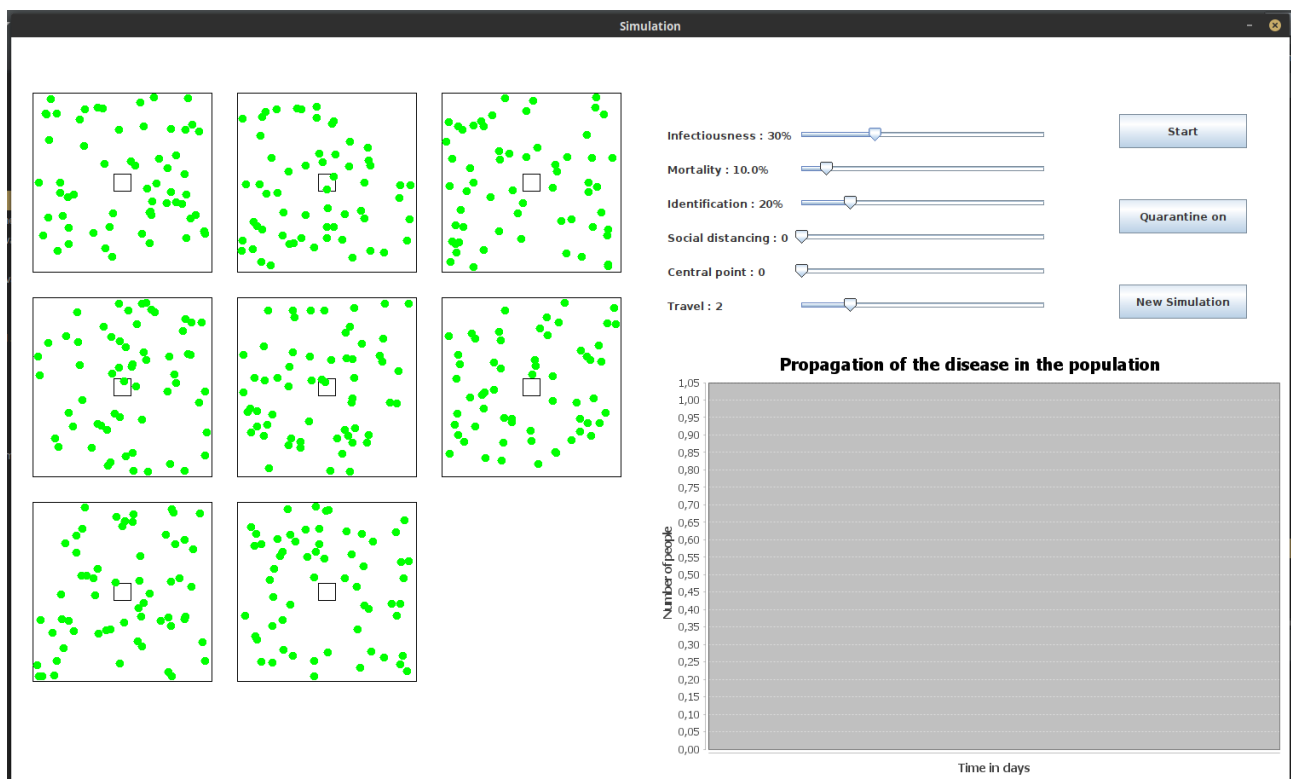 Simulation
Infectiousness : 30%
Start
Mortality : 10.0%
Identification : 20%
Quarantine on
Social distancing : 0
Central point : 0
Travel : 2
New Simulation
Propagation of the disease in the population
1,05
1,00
0,95
0,90
0,85
0,80
0,75
0,70
0,65
0,60
0,55
0,50
0,45
0,40
0,35
0,30
0,25
0,20
0,15
0,10
0,05
0,00
Number of people
Time in days